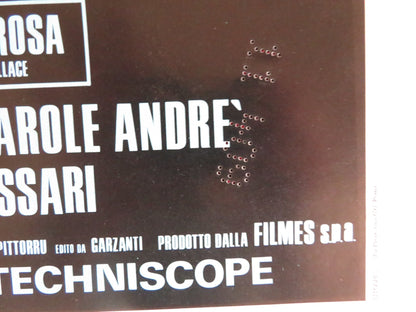 ROSA
LLACE
AROLE ANDRE`
SSARI
PITTORRU EDITO DA GARZANTI PRODOTTO DALLA FILMES s.p.a.
TECHNISCOPE